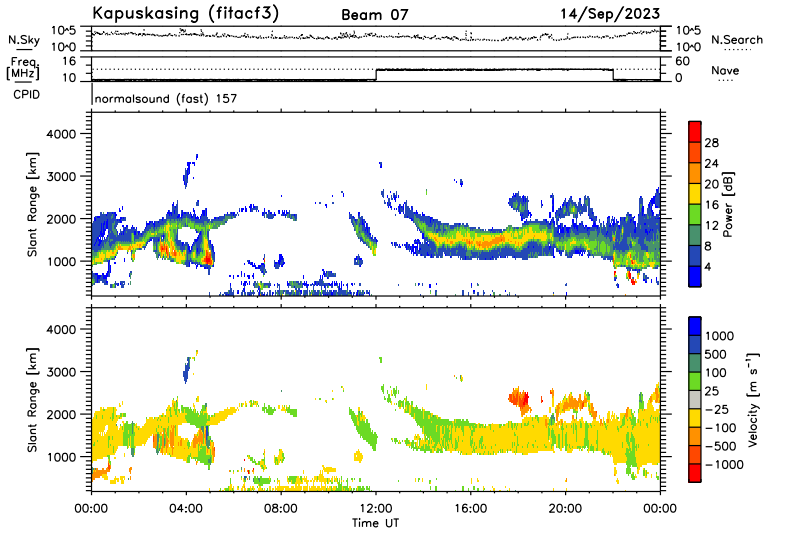 Kapuskasing (fitacf3) Beam 07 14/Sep/2023
N.Sky 10^5 10^0 10^5 10^0 N.Search
Freq. [MHz] 16 10 60 0 Nave
CPID normalsound (fast) 157
Slant Range [km] 4000 3000 2000 1000
Power [dB] 28 24 20 16 12 8 4
Slant Range [km] 4000 3000 2000 1000
Velocity [m s⁻¹] 1000 500 100 25 −25 −100 −500 −1000
00:00 04:00 08:00 12:00 16:00 20:00 00:00
Time UT